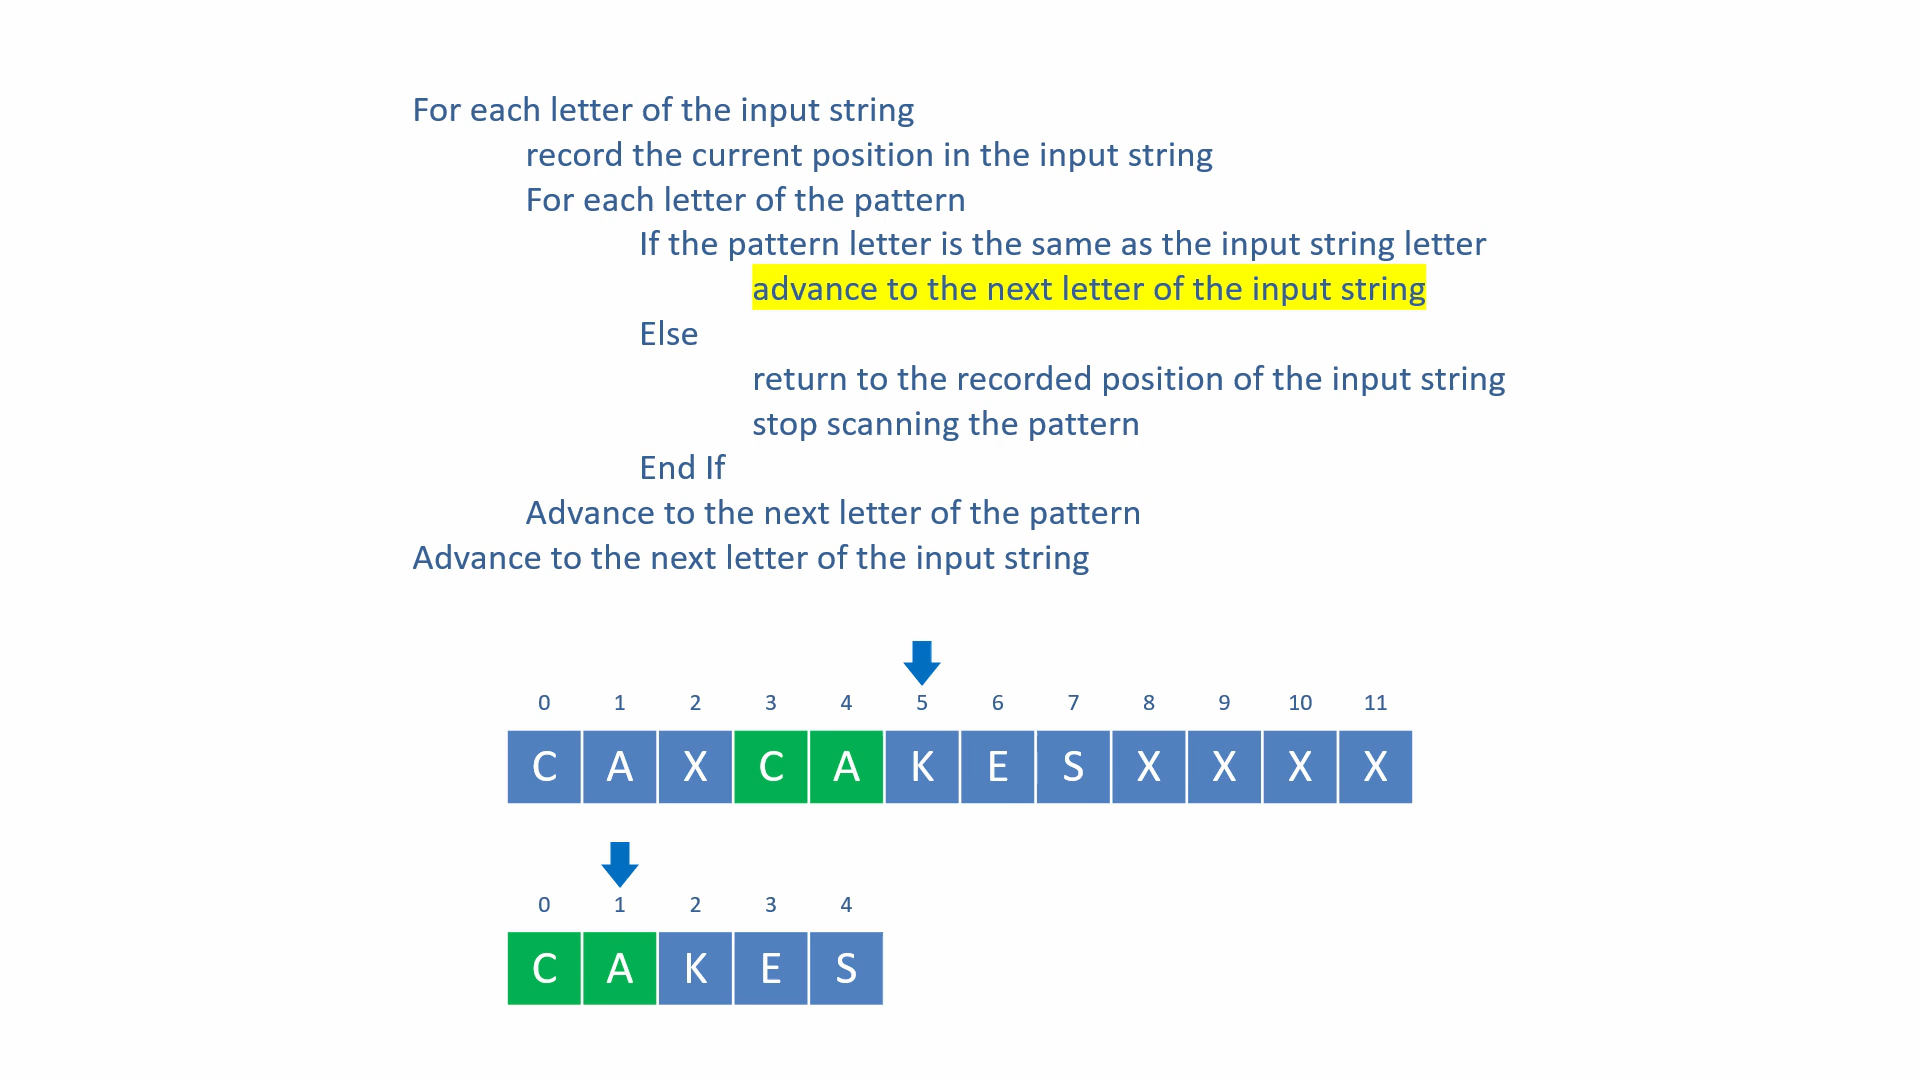 For each letter of the input string
record the current position in the input string
For each letter of the pattern
If the pattern letter is the same as the input string letter
advance to the next letter of the input string
Else
return to the recorded position of the input string
stop scanning the pattern
End If
Advance to the next letter of the pattern
Advance to the next letter of the input string
0 1 2 3 4 5 6 7 8 9 10 11
C A X C A K E S X X X X
0 1 2 3 4
C A K E S